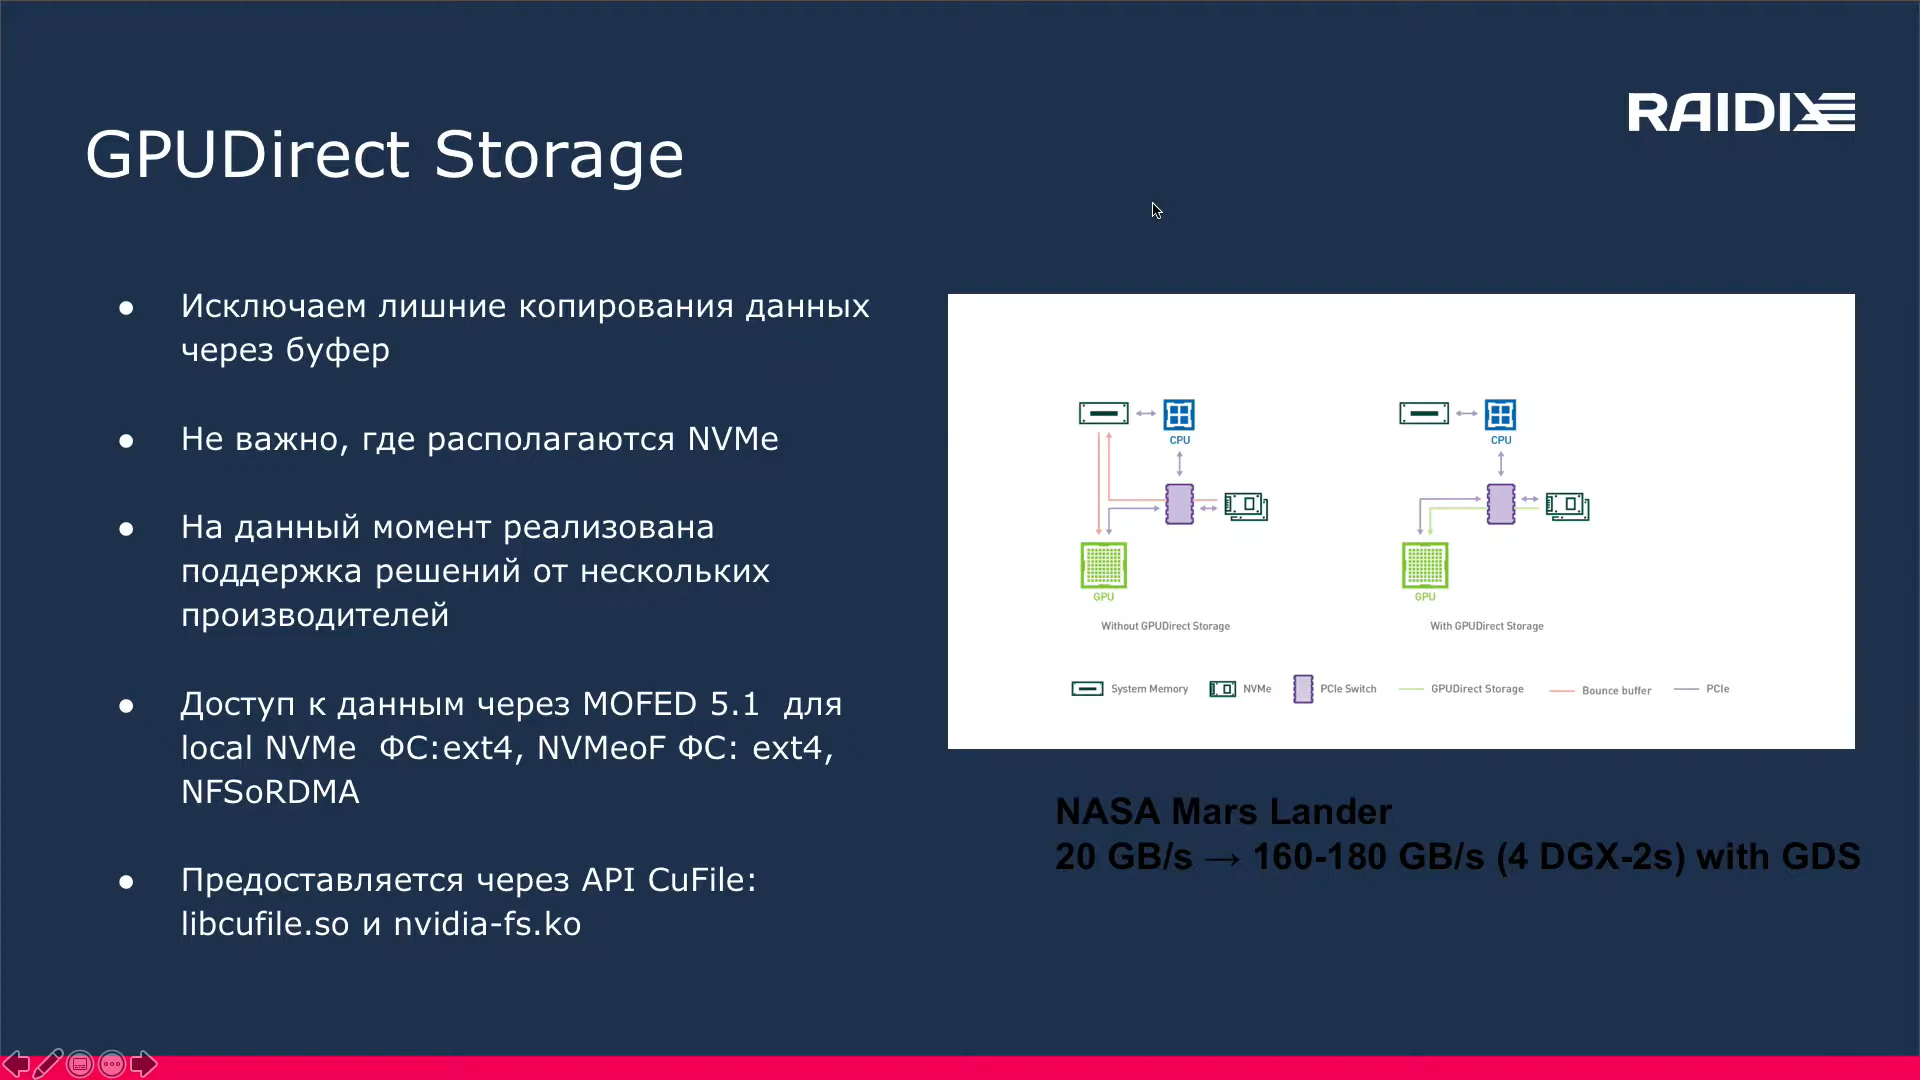 RAIDIX
GPUDirect Storage
● Исключаем лишние копирования данных
через буфер
● Не важно, где располагаются NVMe
● На данный момент реализована
поддержка решений от нескольких
производителей
● Доступ к данным через MOFED 5.1  для
local NVMe  ФС:ext4, NVMeoF ФС: ext4,
NFSoRDMA
● Предоставляется через API CuFile:
libcufile.so и nvidia-fs.ko
CPU
GPU
Without GPUDirect Storage
CPU
GPU
With GPUDirect Storage
System Memory NVMe PCIe Switch GPUDirect Storage Bounce buffer PCIe
NASA Mars Lander
20 GB/s → 160-180 GB/s (4 DGX-2s) with GDS